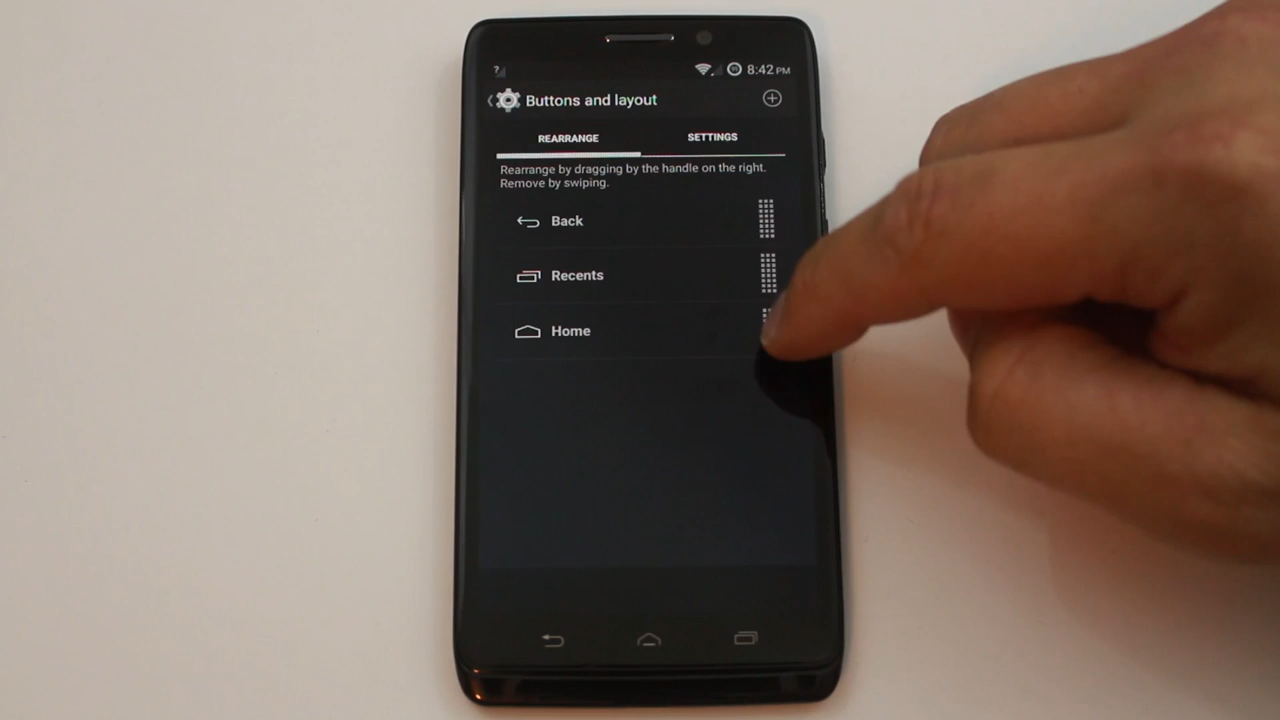 ?
8:42 PM
Buttons and layout
REARRANGE
SETTINGS
Rearrange by dragging by the handle on the right.
Remove by swiping.
Back
Recents
Home